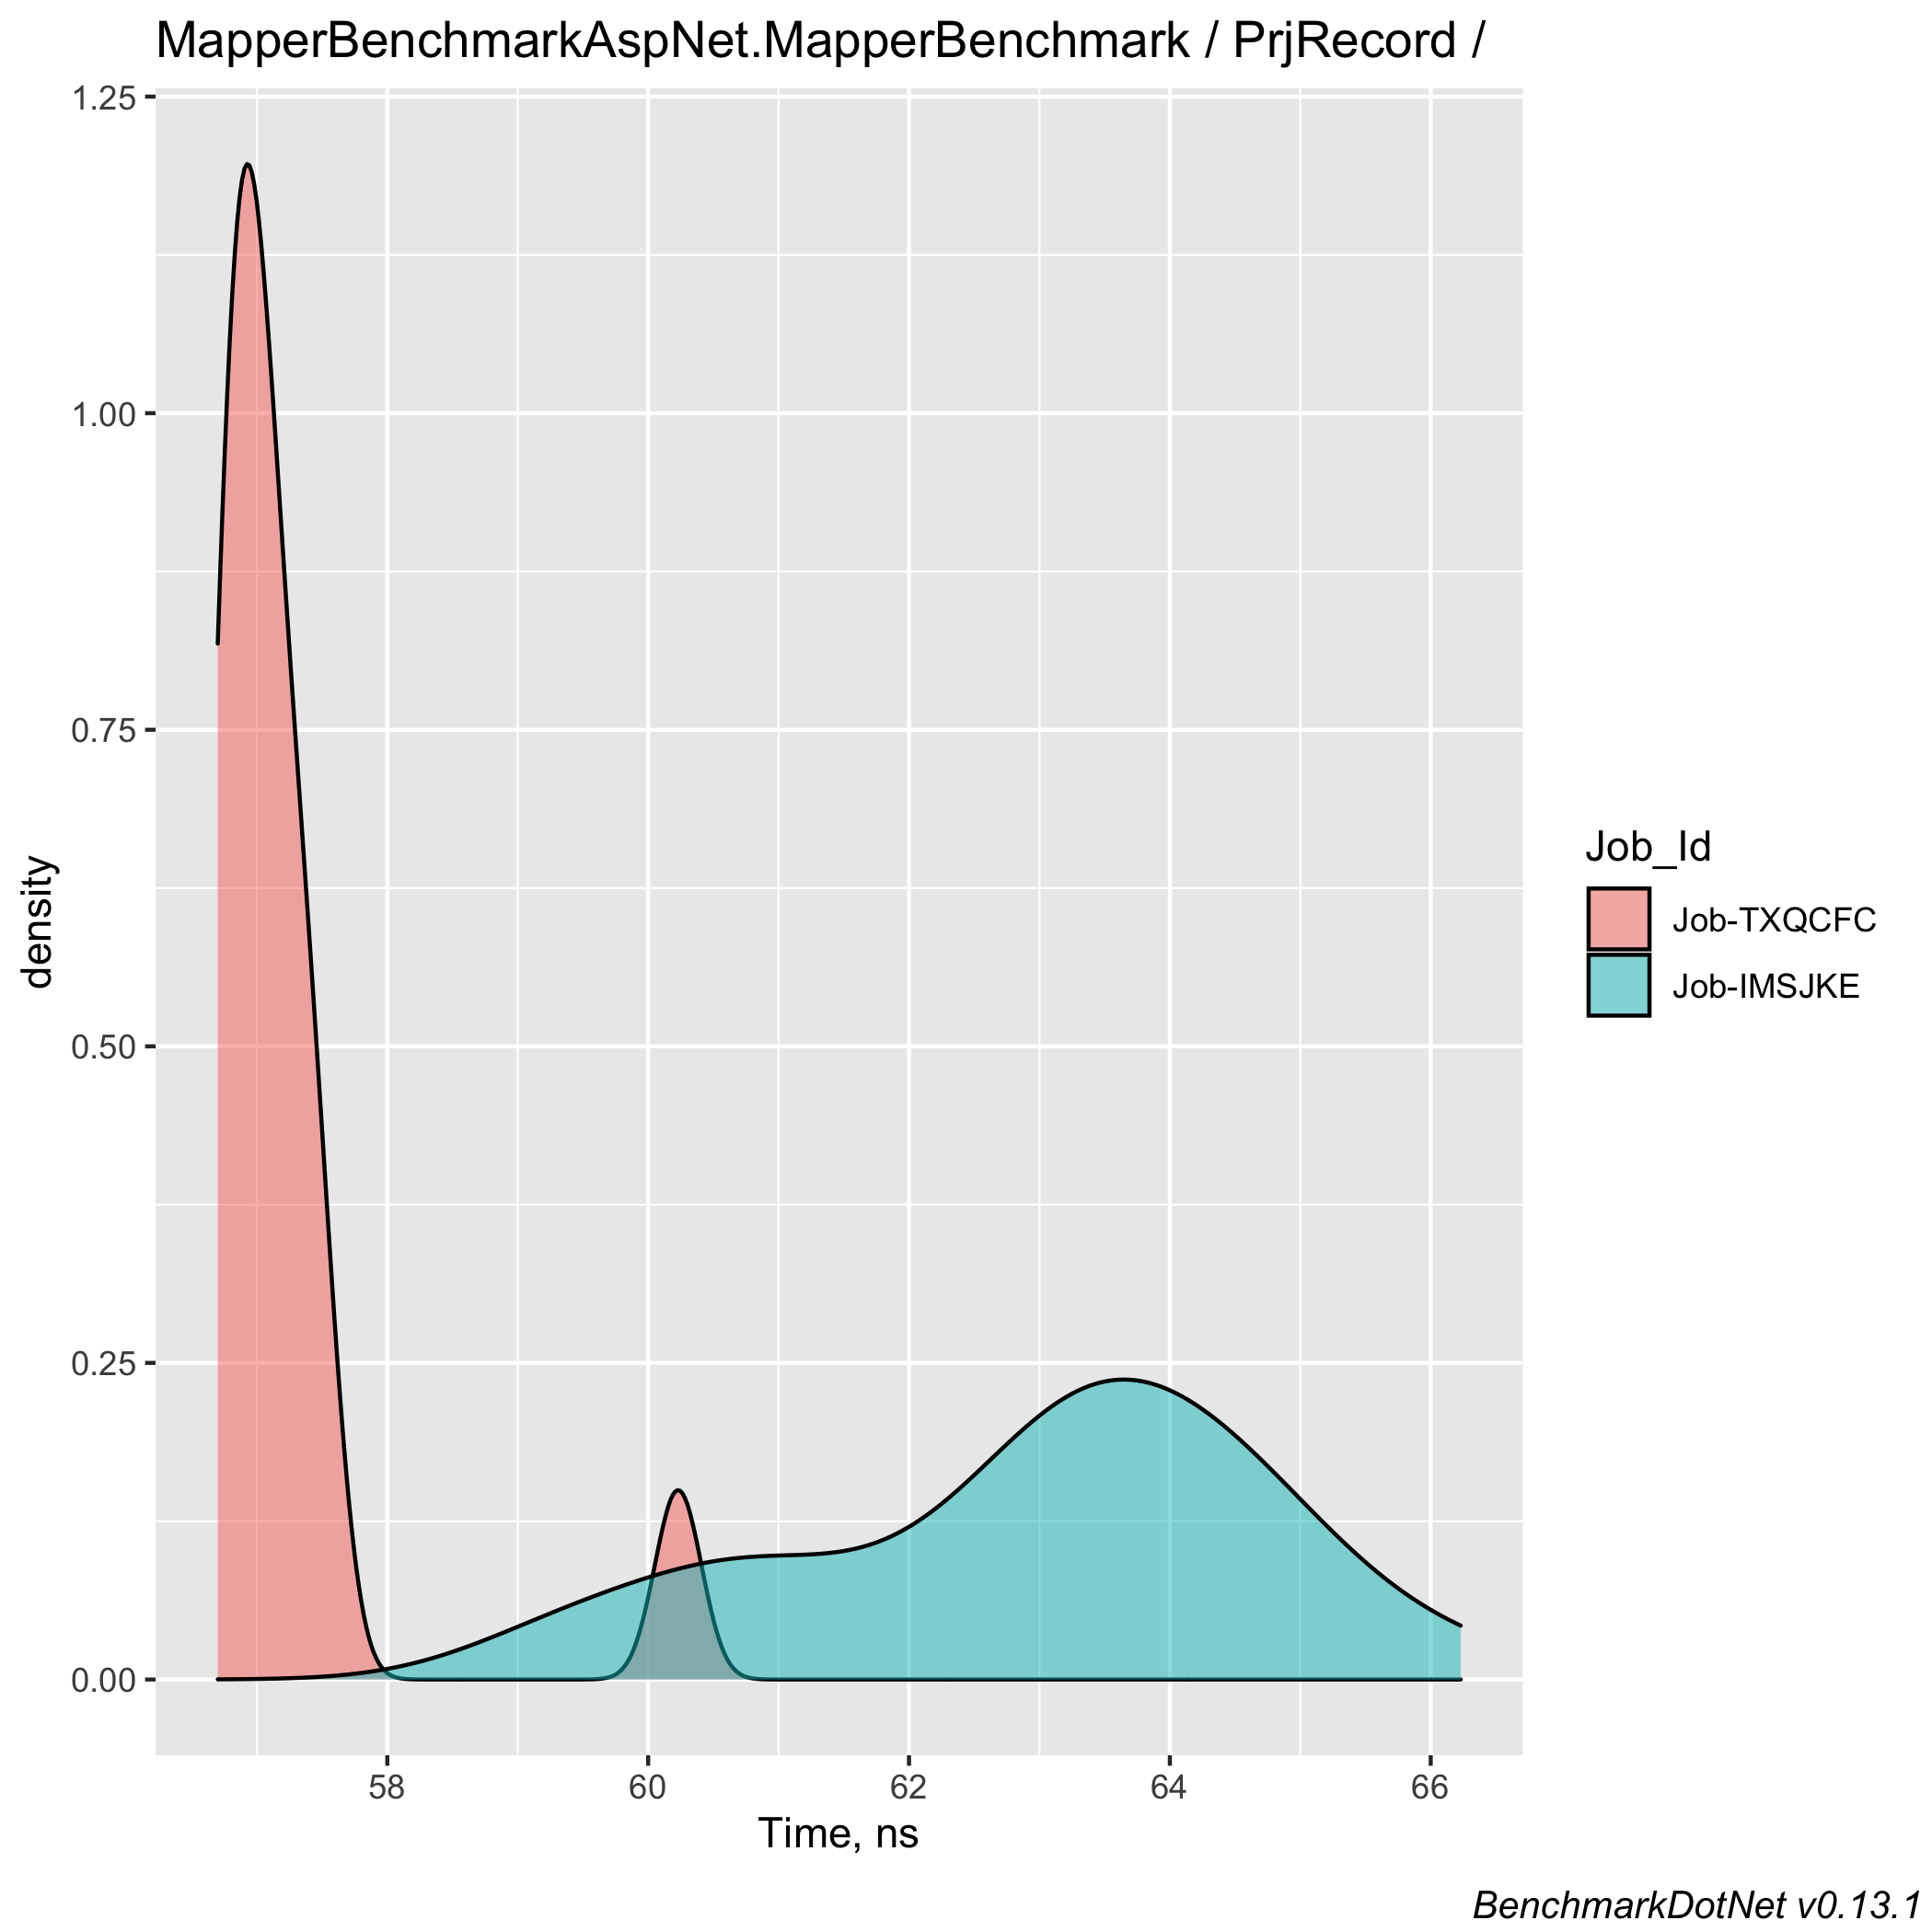 MapperBenchmarkAspNet.MapperBenchmark / PrjRecord /
1.25
1.00
0.75
0.50
0.25
0.00
density
58
60
62
64
66
Time, ns
Job_Id
Job-TXQCFC
Job-IMSJKE
BenchmarkDotNet v0.13.1